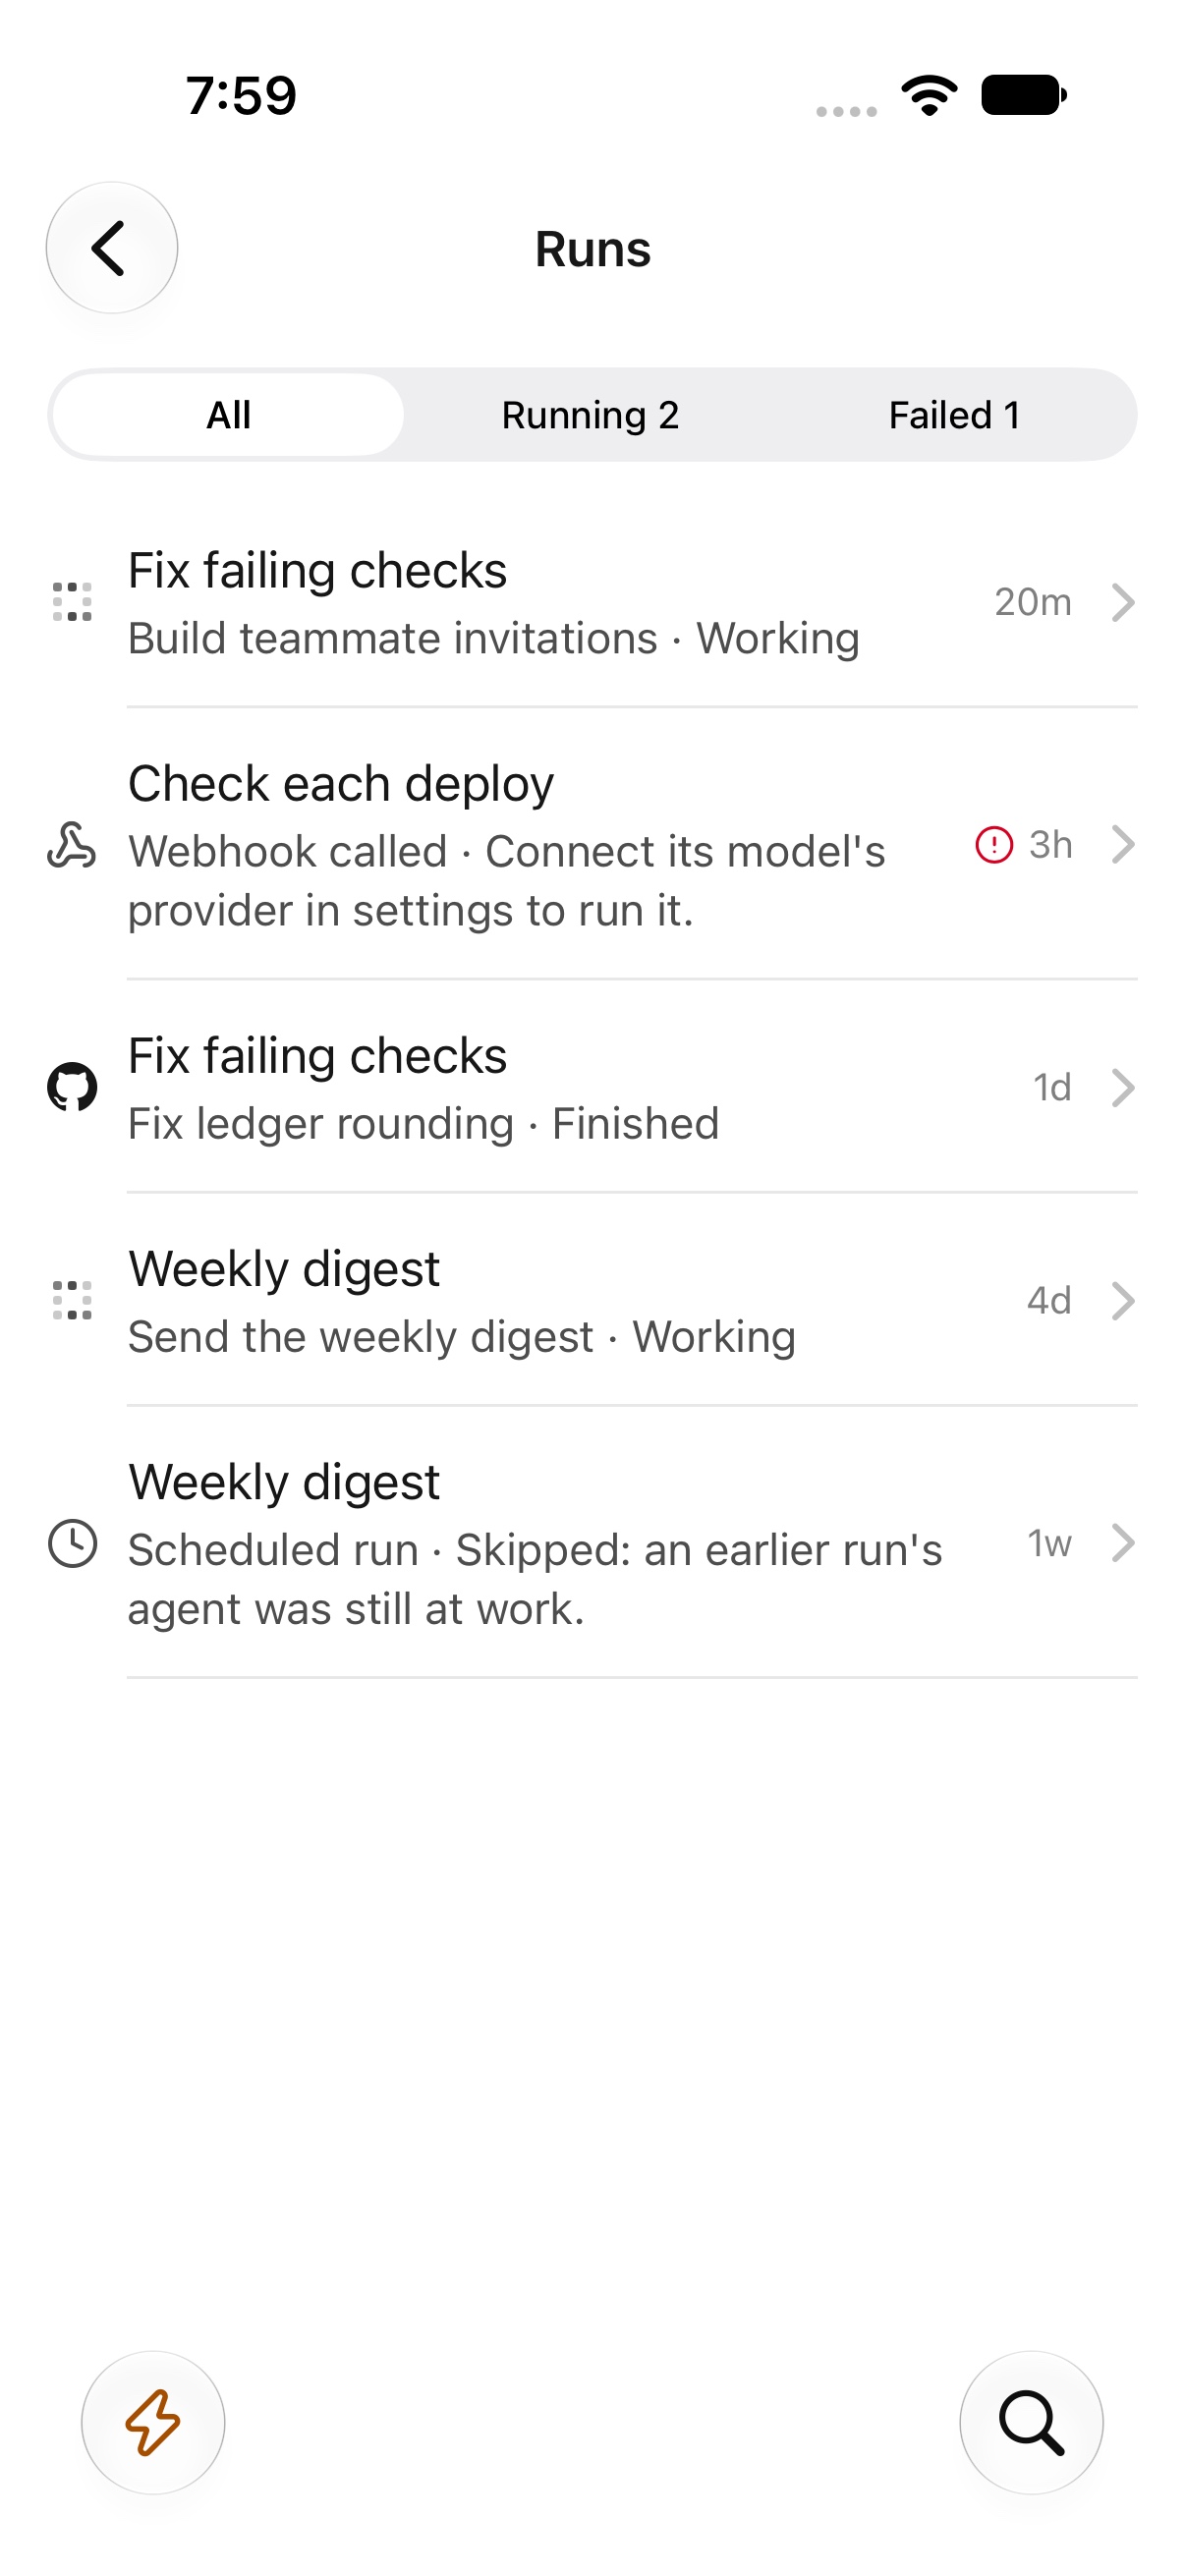 7:59
Runs
All
Running 2
Failed 1
Fix failing checks
Build teammate invitations · Working
20m
Check each deploy
Webhook called · Connect its model's
provider in settings to run it.
3h
Fix failing checks
Fix ledger rounding · Finished
1d
Weekly digest
Send the weekly digest · Working
4d
Weekly digest
Scheduled run · Skipped: an earlier run's
agent was still at work.
1w